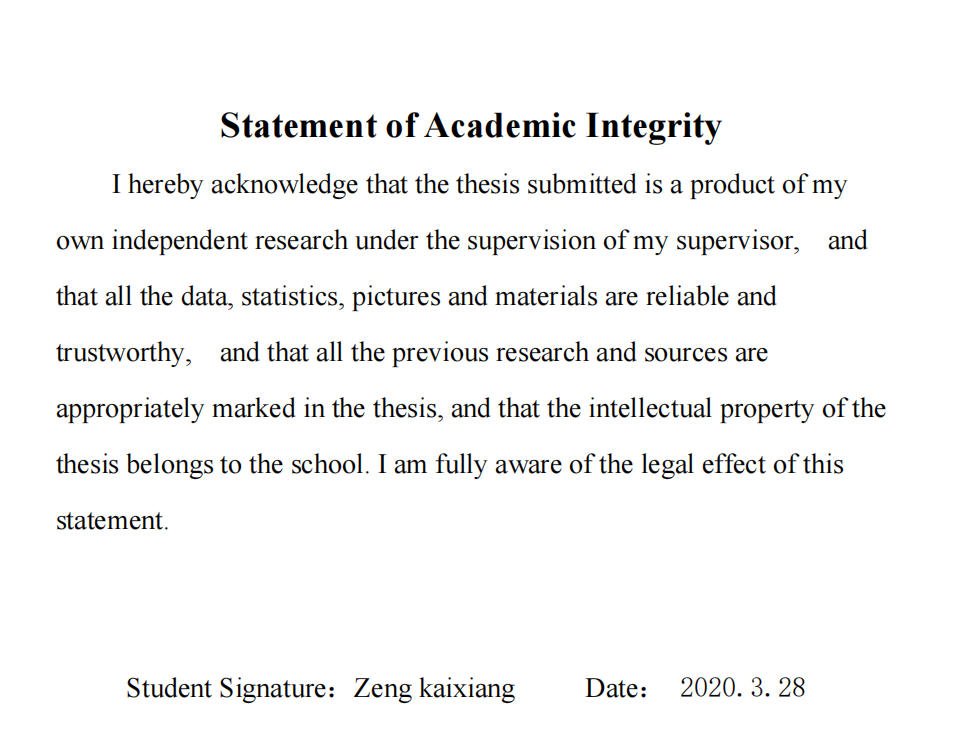 Statement of Academic Integrity
I hereby acknowledge that the thesis submitted is a product of my
own independent research under the supervision of my supervisor, and
that all the data, statistics, pictures and materials are reliable and
trustworthy, and that all the previous research and sources are
appropriately marked in the thesis, and that the intellectual property of the
thesis belongs to the school. I am fully aware of the legal effect of this
statement.
Student Signature：Zeng kaixiang Date： 2020.3.28